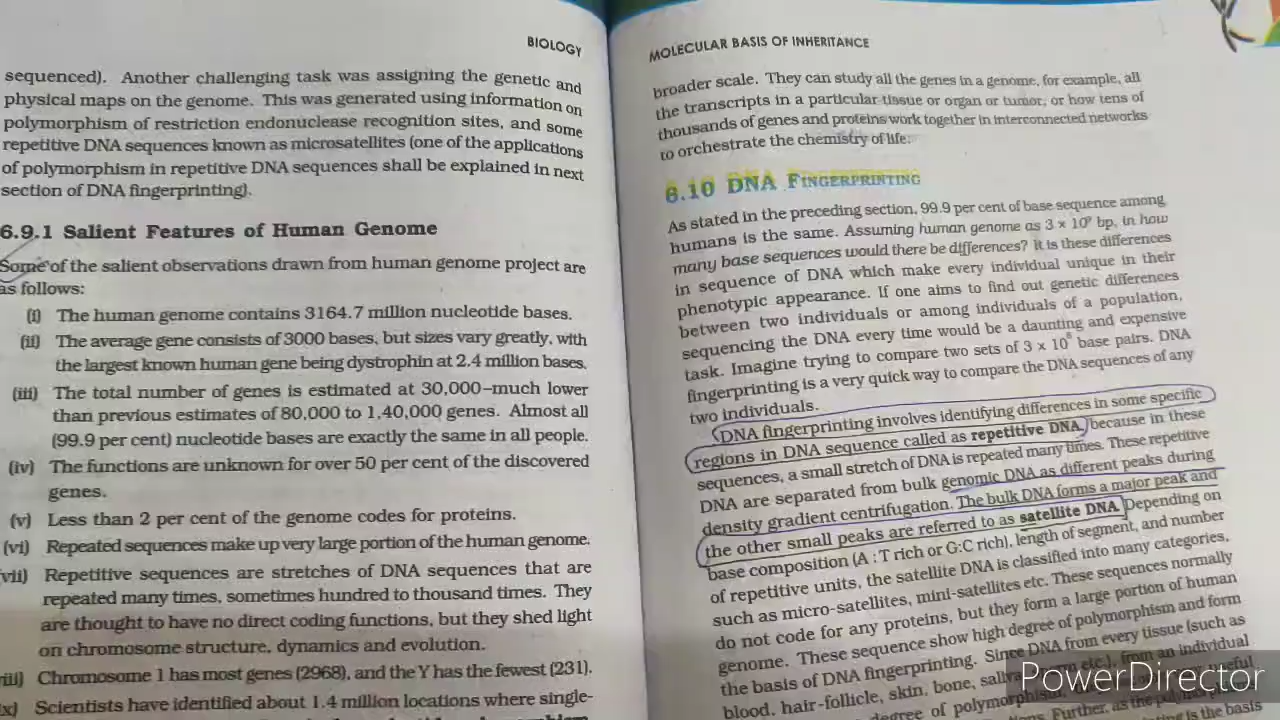 BIOLOGY
sequenced). Another challenging task was assigning the genetic and
physical maps on the genome. This was generated using information on
polymorphism of restriction endonuclease recognition sites, and some
repetitive DNA sequences known as microsatellites (one of the applications
of polymorphism in repetitive DNA sequences shall be explained in next
section of DNA fingerprinting).
6.9.1 Salient Features of Human Genome
Some of the salient observations drawn from human genome project are
as follows:
(i) The human genome contains 3164.7 million nucleotide bases.
(ii) The average gene consists of 3000 bases, but sizes vary greatly, with
the largest known human gene being dystrophin at 2.4 million bases.
(iii) The total number of genes is estimated at 30,000–much lower
than previous estimates of 80,000 to 1,40,000 genes. Almost all
(99.9 per cent) nucleotide bases are exactly the same in all people.
(iv) The functions are unknown for over 50 per cent of the discovered
genes.
(v) Less than 2 per cent of the genome codes for proteins.
(vi) Repeated sequences make up very large portion of the human genome.
vii) Repetitive sequences are stretches of DNA sequences that are
repeated many times, sometimes hundred to thousand times. They
are thought to have no direct coding functions, but they shed light
on chromosome structure, dynamics and evolution.
viii) Chromosome 1 has most genes (2968), and the Y has the fewest (231).
ix) Scientists have identified about 1.4 million locations where single-
MOLECULAR BASIS OF INHERITANCE
broader scale. They can study all the genes in a genome, for example, all
the transcripts in a particular tissue or organ or tumor, or how tens of
thousands of genes and proteins work together in interconnected networks
to orchestrate the chemistry of life.
6.10 DNA FINGERPRINTING
As stated in the preceding section, 99.9 per cent of base sequence among
humans is the same. Assuming human genome as 3 x 10⁹ bp, in how
many base sequences would there be differences? It is these differences
in sequence of DNA which make every individual unique in their
phenotypic appearance. If one aims to find out genetic differences
between two individuals or among individuals of a population,
sequencing the DNA every time would be a daunting and expensive
task. Imagine trying to compare two sets of 3 x 10⁶ base pairs. DNA
fingerprinting is a very quick way to compare the DNA sequences of any
two individuals.
DNA fingerprinting involves identifying differences in some specific
regions in DNA sequence called as repetitive DNA, because in these
sequences, a small stretch of DNA is repeated many times. These repetitive
DNA are separated from bulk genomic DNA as different peaks during
density gradient centrifugation. The bulk DNA forms a major peak and
the other small peaks are referred to as satellite DNA. Depending on
base composition (A : T rich or G:C rich), length of segment, and number
of repetitive units, the satellite DNA is classified into many categories,
such as micro-satellites, mini-satellites etc. These sequences normally
do not code for any proteins, but they form a large portion of human
genome. These sequence show high degree of polymorphism and form
the basis of DNA fingerprinting. Since DNA from every tissue (such as
blood, hair-follicle, skin, bone, saliva, etc.), from an individual
degree of polymorphism useful
Further, as the
is the basis
PowerDirector